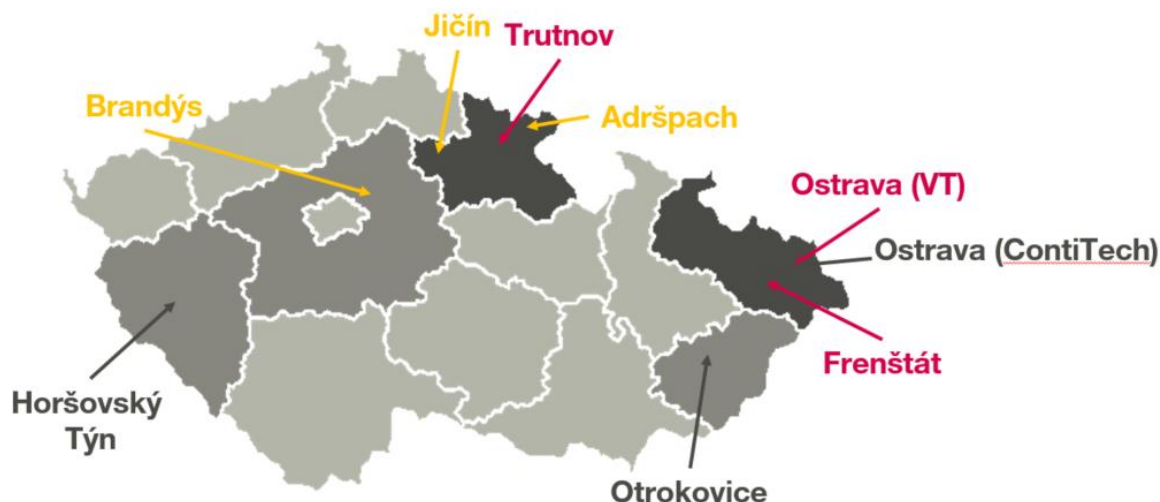 Jičín
Trutnov
Brandýs
Adršpach
Ostrava (VT)
Ostrava (ContiTech)
Frenštát
Horšovský
Týn
Otrokovice